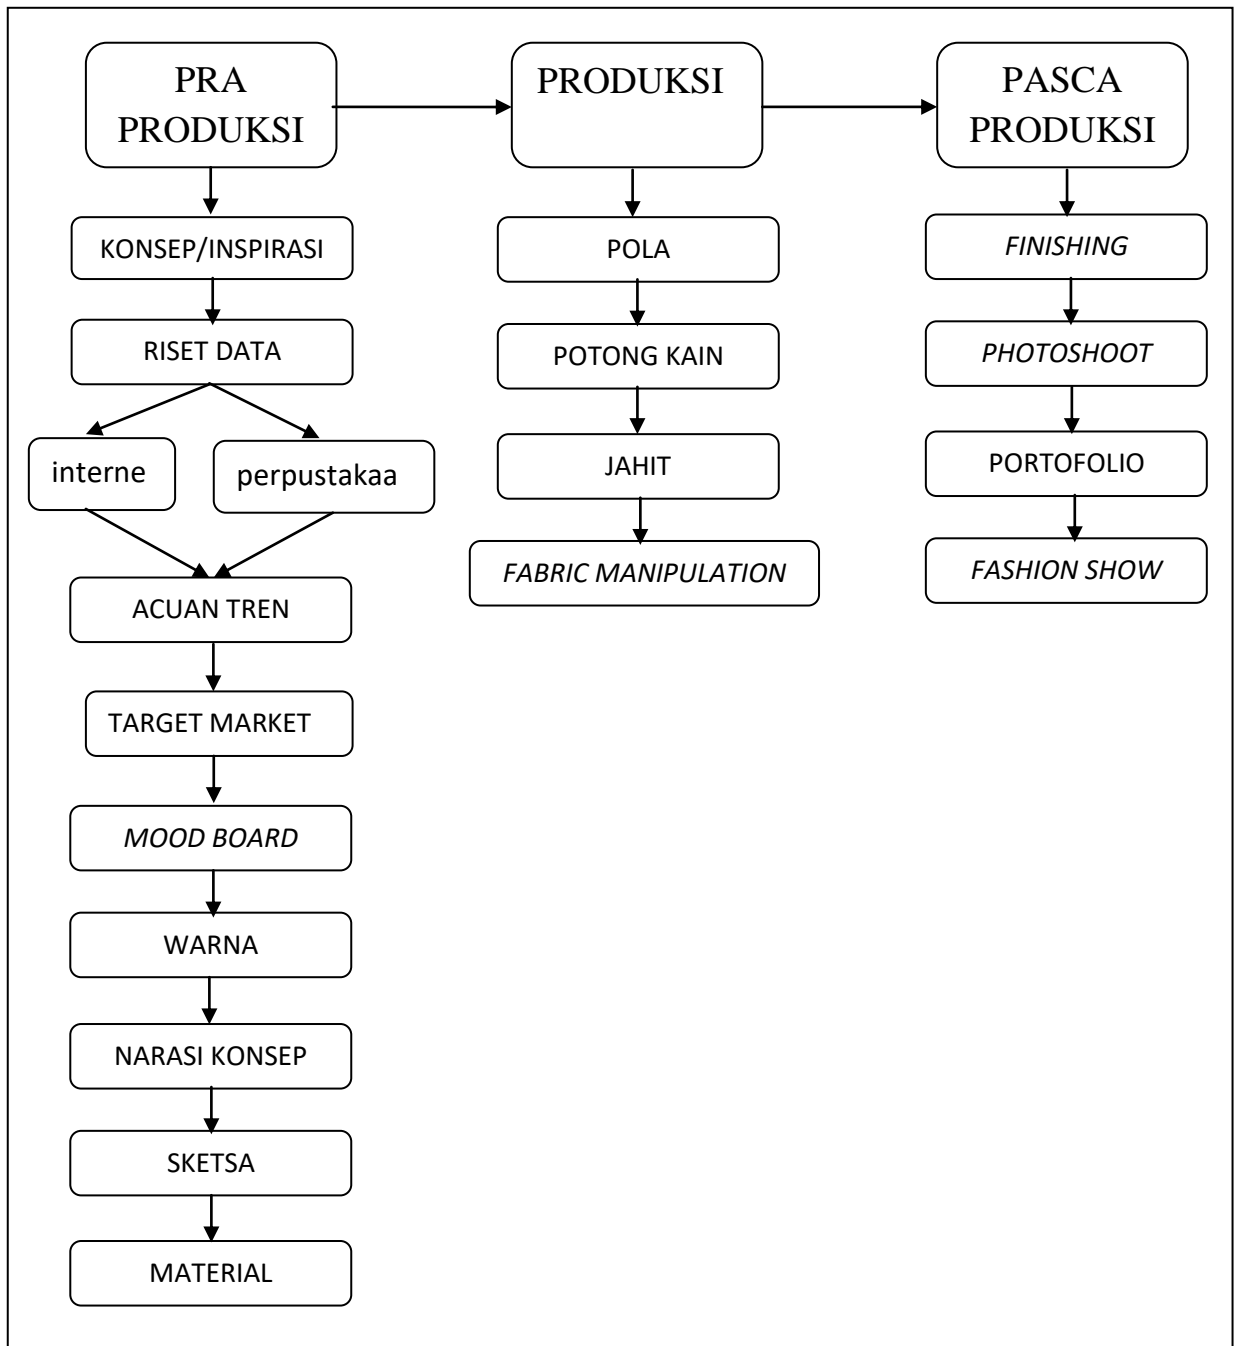 PRA
PRODUKSI
PRODUKSI
PASCA
PRODUKSI
KONSEP/INSPIRASI
RISET DATA
interne
perpustakaa
ACUAN TREN
TARGET MARKET
MOOD BOARD
WARNA
NARASI KONSEP
SKETSA
MATERIAL
POLA
POTONG KAIN
JAHIT
FABRIC MANIPULATION
FINISHING
PHOTOSHOOT
PORTOFOLIO
FASHION SHOW